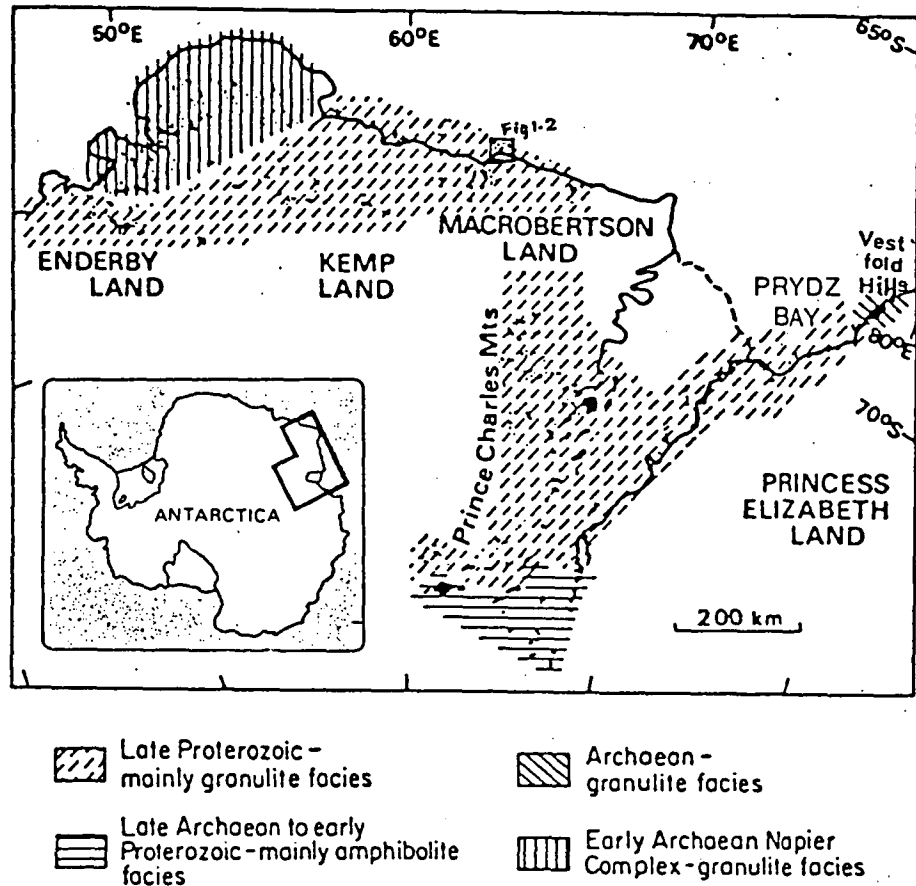 50°E
60°E
70°E
65°S
Fig 1·2
MACROBERTSON
LAND
ENDERBY
LAND
KEMP
LAND
Vest
fold
Hills
PRYDZ
BAY
80°E
70°S
Prince Charles Mts
ANTARCTICA
PRINCESS
ELIZABETH
LAND
200 km
Late Proterozoic -
mainly granulite facies
Late Archaean to early
Proterozoic - mainly amphibolite
facies
Archaean -
granulite facies
Early Archaean Napier
Complex - granulite facies